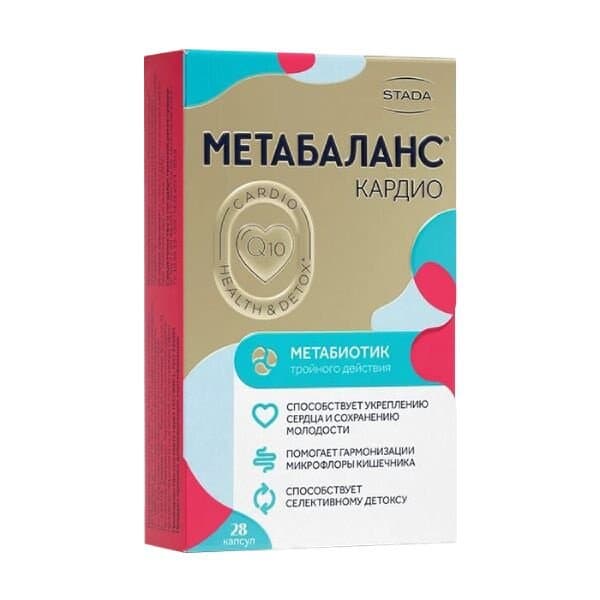 STADA
МЕТАБАЛАНС®
КАРДИО
CARDIO
Q10
HEALTH & DETOX*
МЕТАБИОТИК
тройного действия
СПОСОБСТВУЕТ УКРЕПЛЕНИЮ
СЕРДЦА И СОХРАНЕНИЮ
МОЛОДОСТИ
ПОМОГАЕТ ГАРМОНИЗАЦИИ
МИКРОФЛОРЫ КИШЕЧНИКА
СПОСОБСТВУЕТ
СЕЛЕКТИВНОМУ ДЕТОКСУ
28
капсул